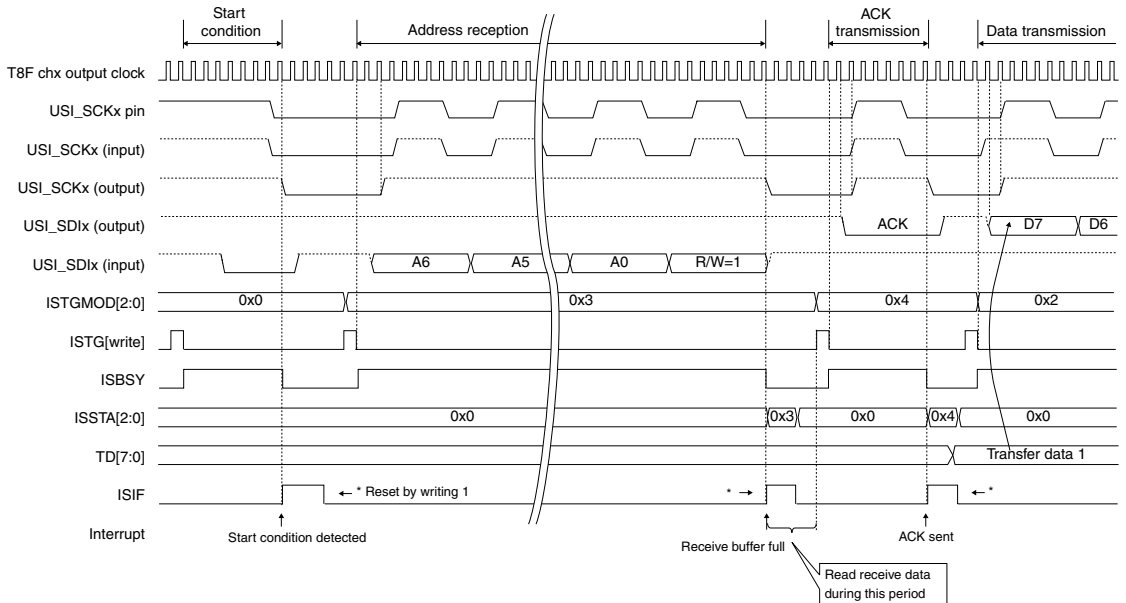 Start condition
Address reception
ACK transmission
Data transmission
T8F chx output clock
USI_SCKx pin
USI_SCKx (input)
USI_SCKx (output)
USI_SDIx (output)
ACK
D7
D6
USI_SDIx (input)
A6
A5
A0
R/W=1
ISTGMOD[2:0]
0x0
0x3
0x4
0x2
ISTG[write]
ISBSY
ISSTA[2:0]
0x0
0x3
0x0
0x4
0x0
TD[7:0]
Transfer data 1
ISIF
* Reset by writing 1
*
*
Interrupt
Start condition detected
Receive buffer full
ACK sent
Read receive data
during this period